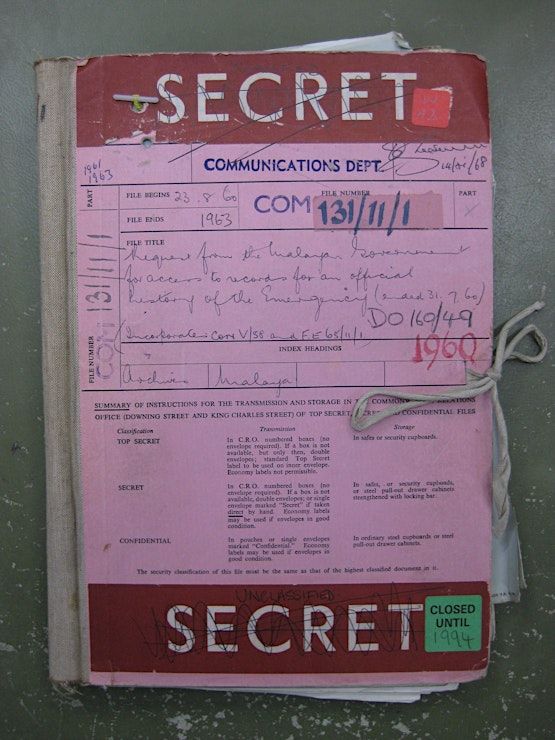 SECRET
COMMUNICATIONS DEPT.
14/xi/68
1961
1963
PART
FILE BEGINS 23.8.60
FILE ENDS 1963
COM
FILE NUMBER
131/11/1
PART
FILE TITLE
Request from the Malayan Government
for access to records for an official
history of the Emergency (ended 31.7.60)
DO 169/49
(Incorporates Con V/58 and F.E 65/11/1)
1960
INDEX HEADINGS
Archives Malaya
FILE NUMBER COM 131/11/1
SUMMARY OF INSTRUCTIONS FOR THE TRANSMISSION AND STORAGE IN THE COMMONWEALTH RELATIONS
OFFICE (DOWNING STREET AND KING CHARLES STREET) OF TOP SECRET, SECRET AND CONFIDENTIAL FILES
Classification Transmission Storage
TOP SECRET In C.R.O. numbered boxes (no In safes or security cupboards.
envelope required). If a box is not
available, but only then, double
envelopes; standard Top Secret
label to be used on inner envelope.
Economy labels not permissible.
SECRET In C.R.O. numbered boxes (no In safes, or security cupboards,
envelope required). If a box is not or steel pull-out drawer cabinets
available, double envelopes; or single strengthened with locking bar.
envelope marked "Secret" if taken
direct by hand. Economy labels
may be used if envelopes in good
condition.
CONFIDENTIAL In pouches or single envelopes In ordinary steel cupboards or steel
marked "Confidential." Economy pull-out drawer cabinets.
labels may be used if envelopes in
good condition.
The security classification of this file must be the same as that of the highest classified document in it.
UNCLASSIFIED
SECRET
CLOSED
UNTIL
1994